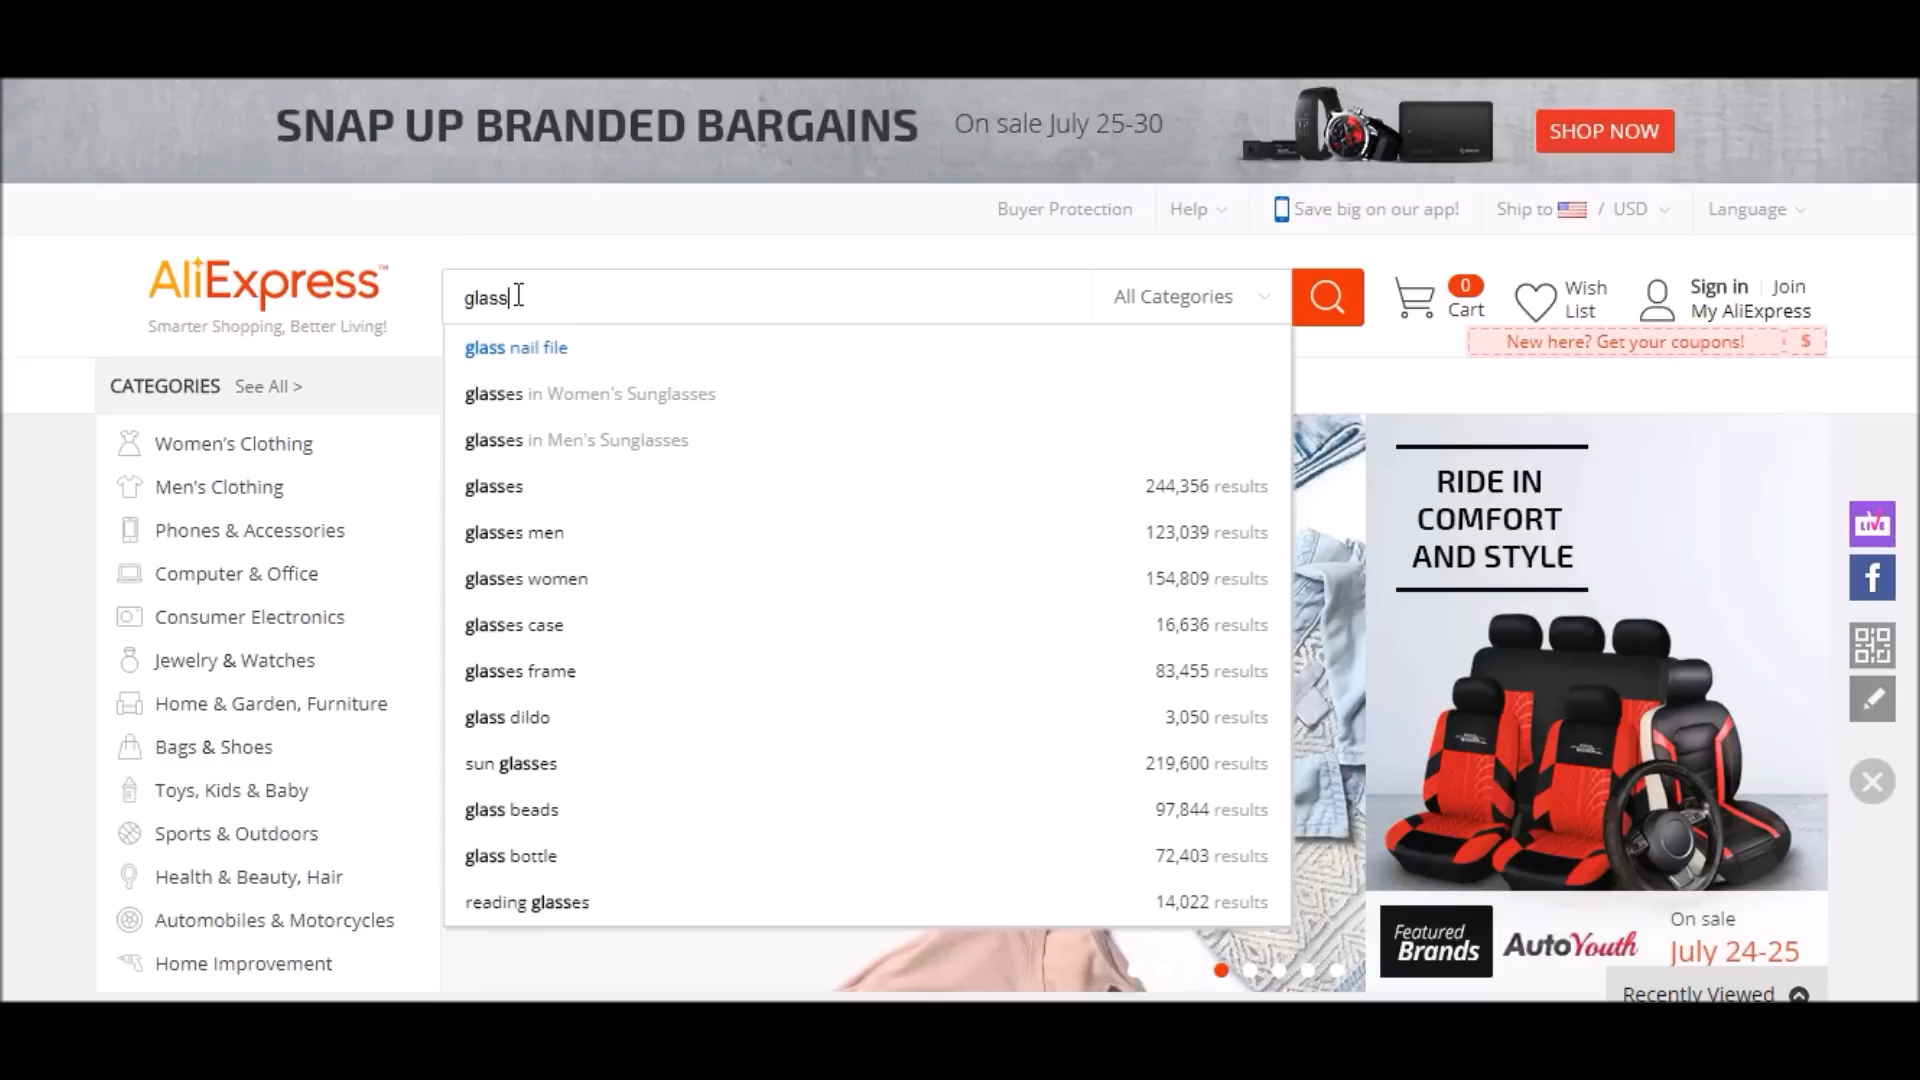 SNAP UP BRANDED BARGAINS On sale July 25-30 SHOP NOW
Buyer Protection Help Save big on our app! Ship to / USD Language
AliExpress™
Smarter Shopping, Better Living!
glass All Categories
0
Cart
Wish
List
Sign in Join
My AliExpress
New here? Get your coupons! $
CATEGORIES See All >
Women's Clothing
Men's Clothing
Phones & Accessories
Computer & Office
Consumer Electronics
Jewelry & Watches
Home & Garden, Furniture
Bags & Shoes
Toys, Kids & Baby
Sports & Outdoors
Health & Beauty, Hair
Automobiles & Motorcycles
Home Improvement
glass nail file
glasses in Women's Sunglasses
glasses in Men's Sunglasses
glasses 244,356 results
glasses men 123,039 results
glasses women 154,809 results
glasses case 16,636 results
glasses frame 83,455 results
glass dildo 3,050 results
sun glasses 219,600 results
glass beads 97,844 results
glass bottle 72,403 results
reading glasses 14,022 results
RIDE IN
COMFORT
AND STYLE
Featured
Brands
AutoYouth
On sale
July 24-25
LIVE
f
Recently Viewed